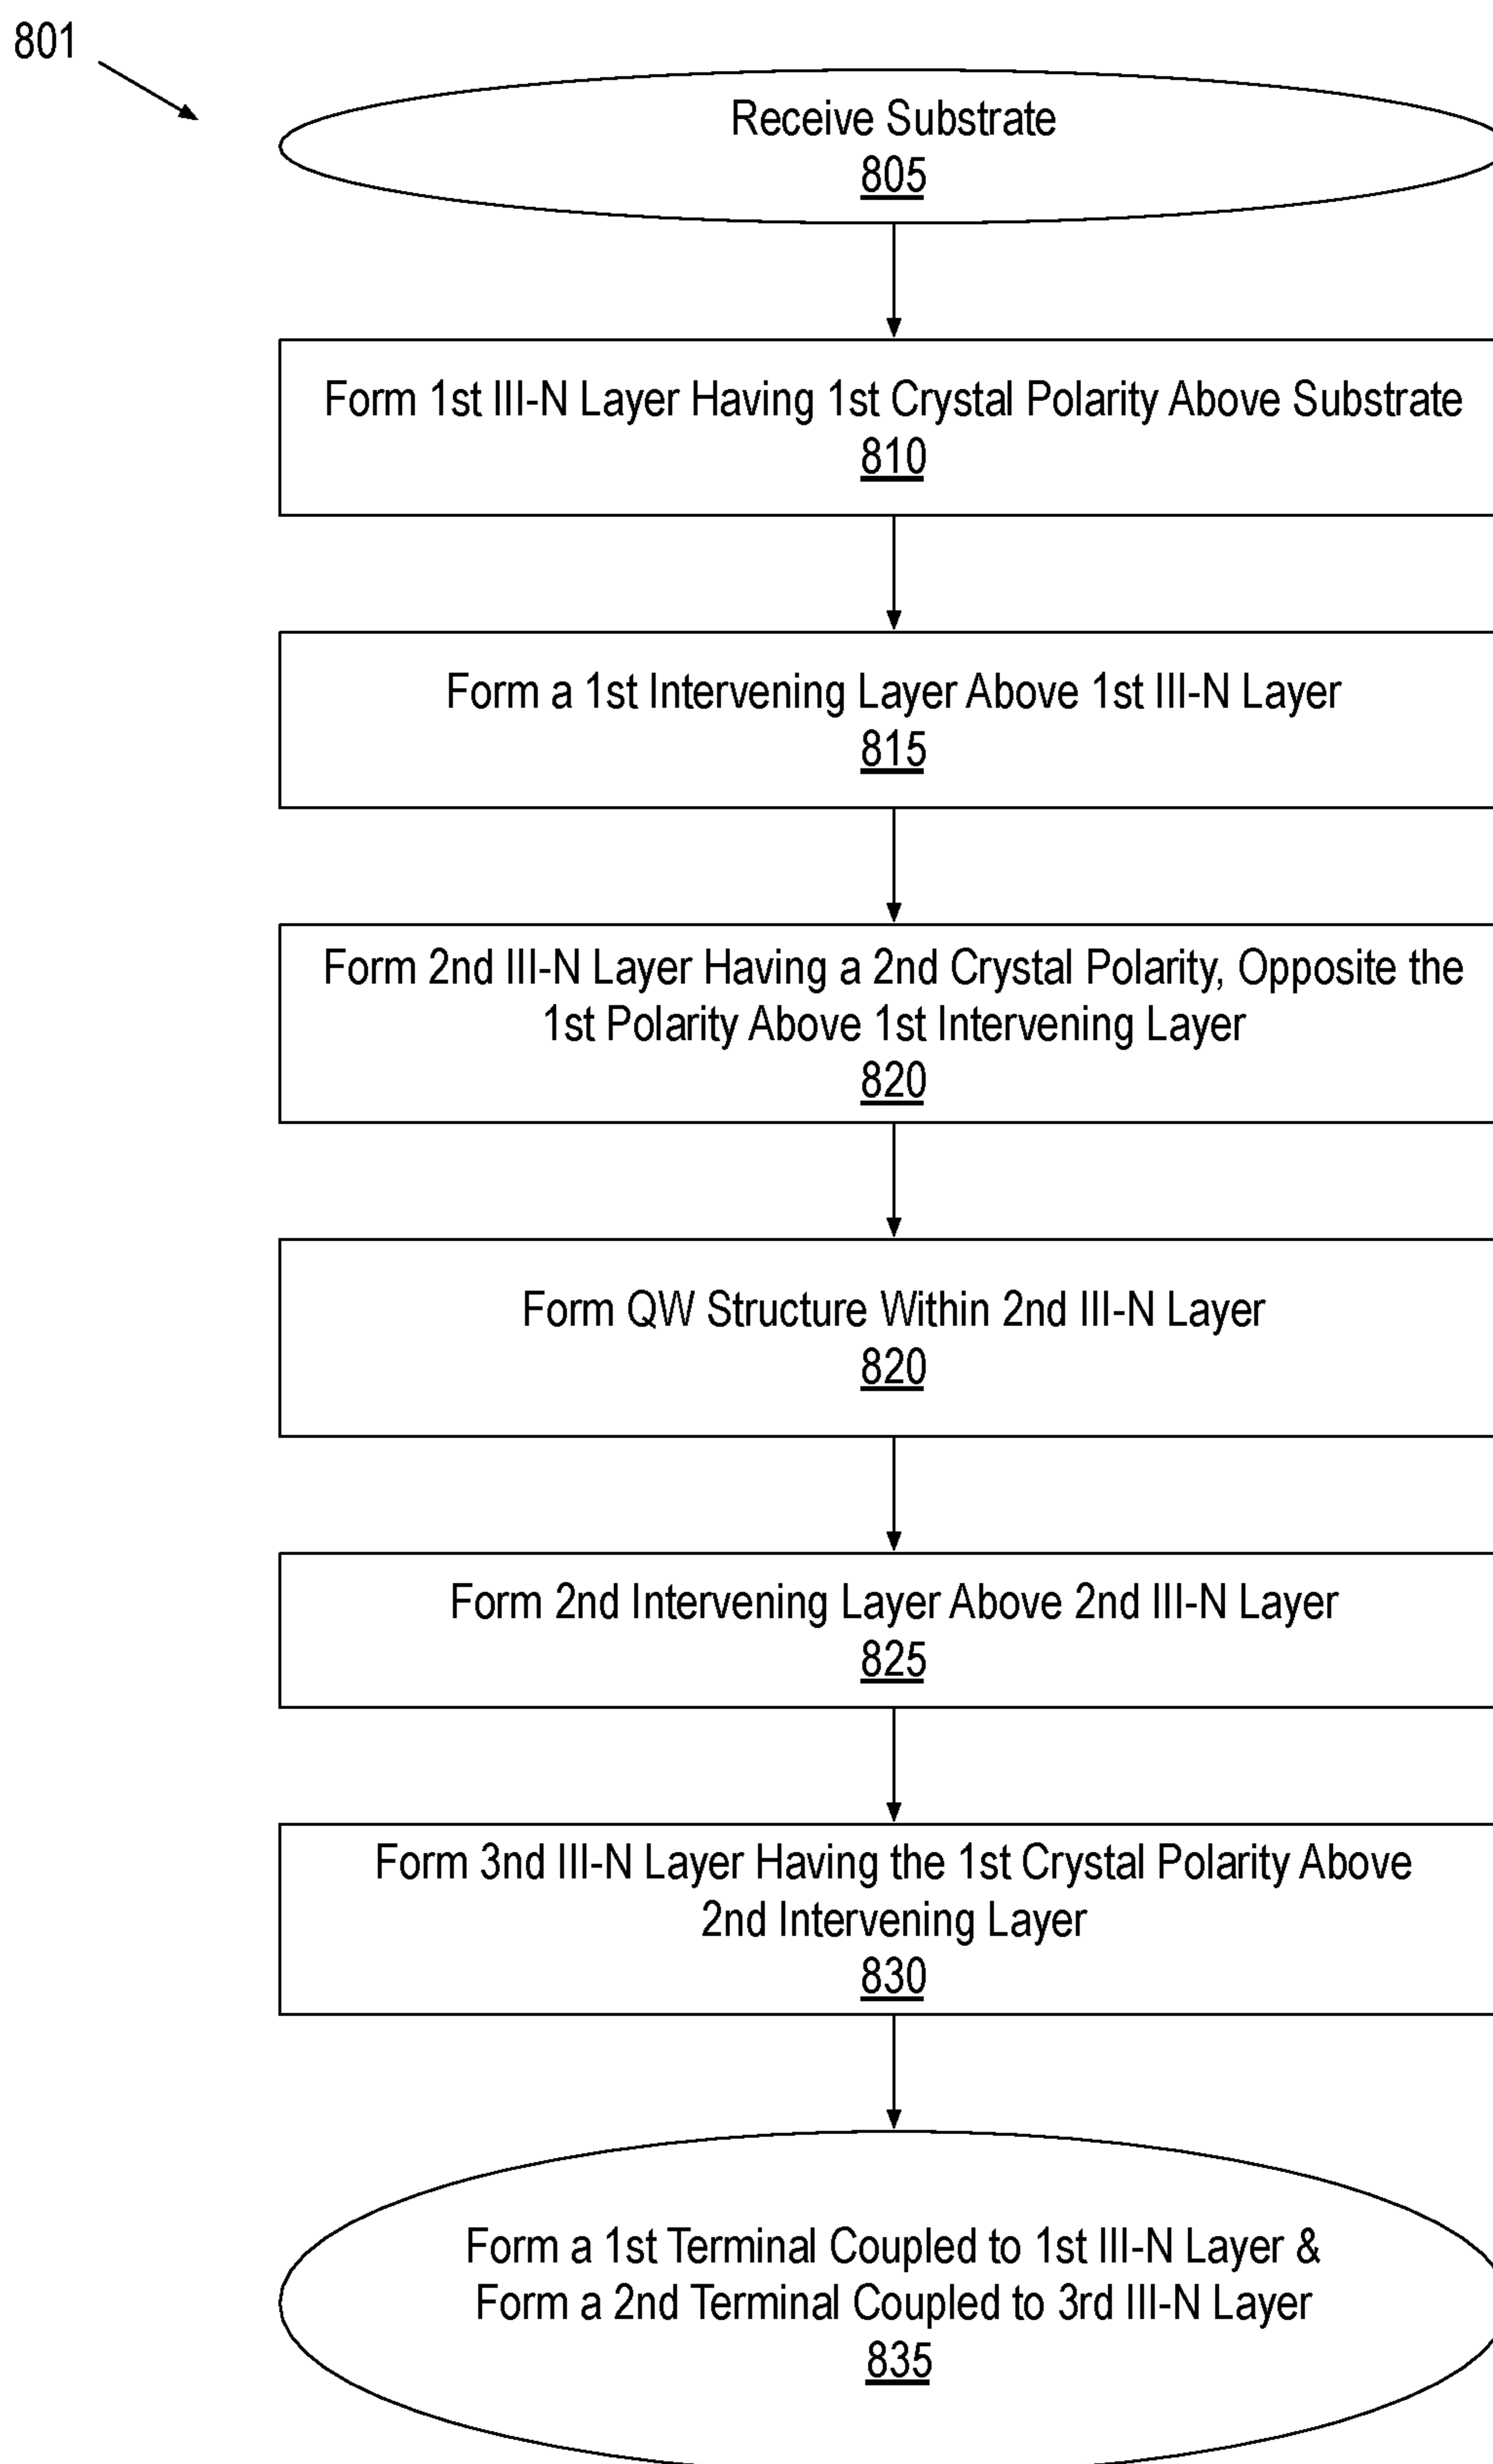 801
Receive Substrate
805
Form 1st III-N Layer Having 1st Crystal Polarity Above Substrate
810
Form a 1st Intervening Layer Above 1st III-N Layer
815
Form 2nd III-N Layer Having a 2nd Crystal Polarity, Opposite the
1st Polarity Above 1st Intervening Layer
820
Form QW Structure Within 2nd III-N Layer
820
Form 2nd Intervening Layer Above 2nd III-N Layer
825
Form 3nd III-N Layer Having the 1st Crystal Polarity Above
2nd Intervening Layer
830
Form a 1st Terminal Coupled to 1st III-N Layer &
Form a 2nd Terminal Coupled to 3rd III-N Layer
835